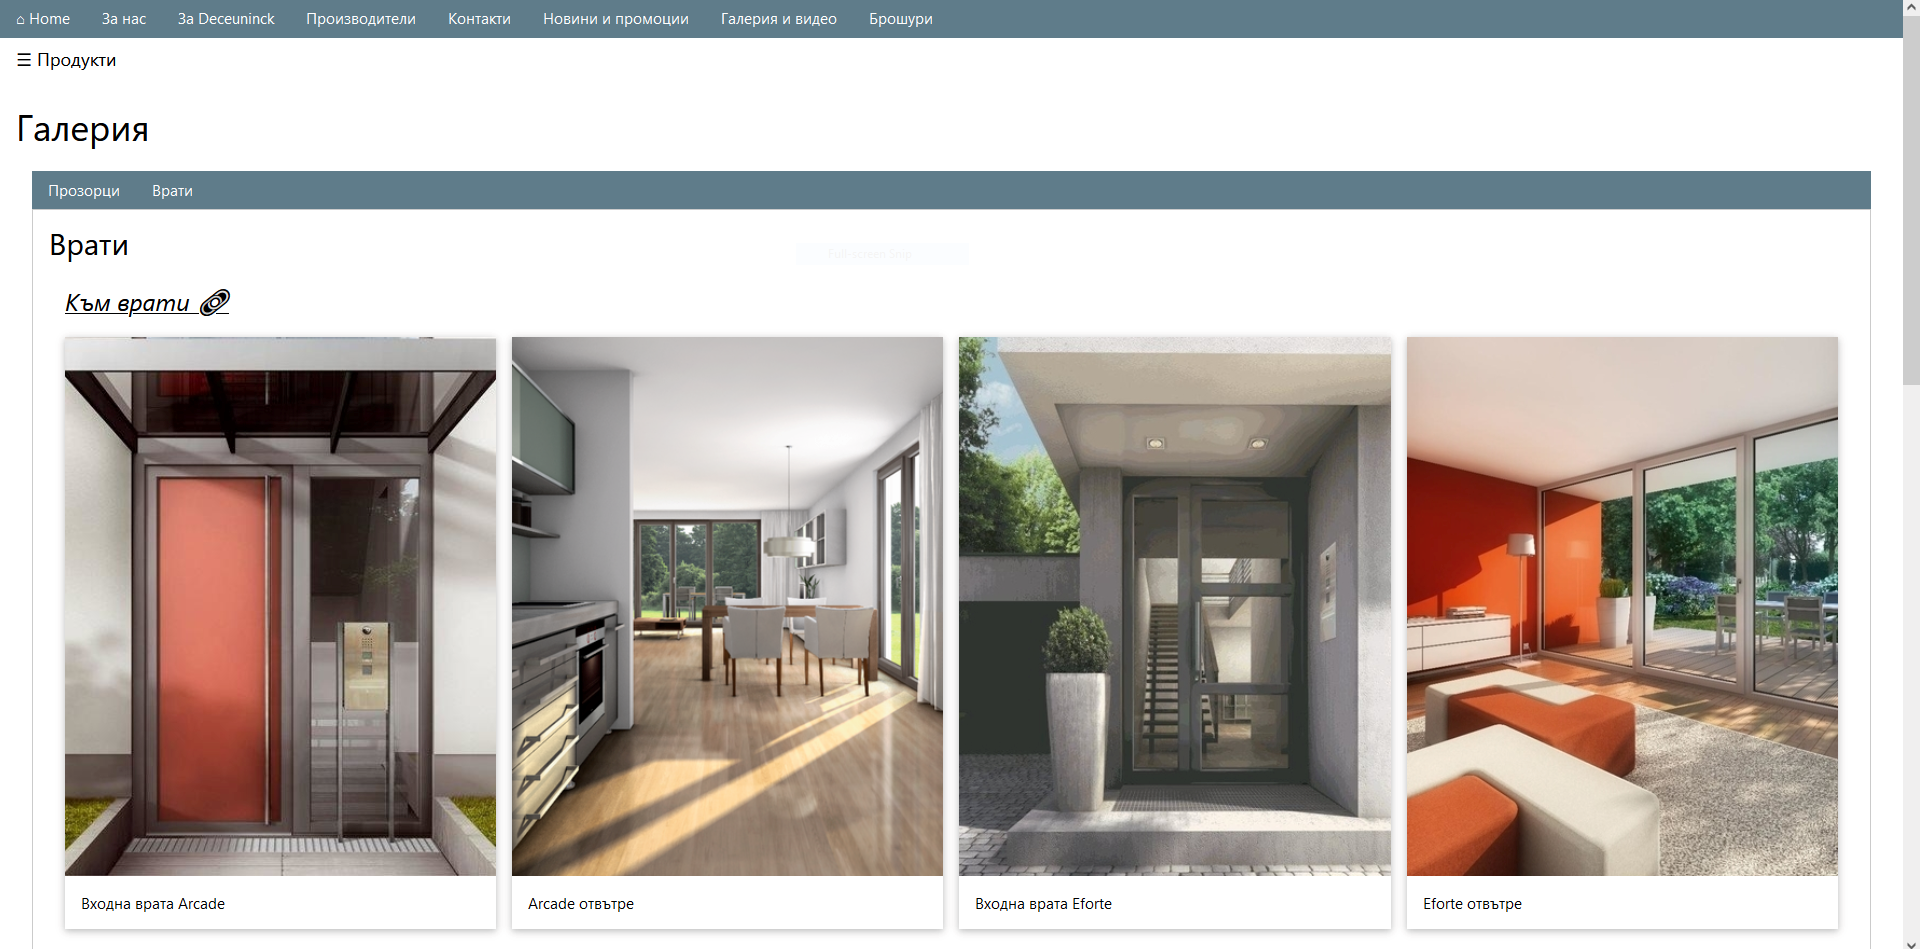 ⌂ Home За нас За Deceuninck Производители Контакти Новини и промоции Галерия и видео Брошури
☰ Продукти
Галерия
Прозорци Врати
Врати
Към врати
Входна врата Arcade
Arcade отвътре
Входна врата Eforte
Eforte отвътре